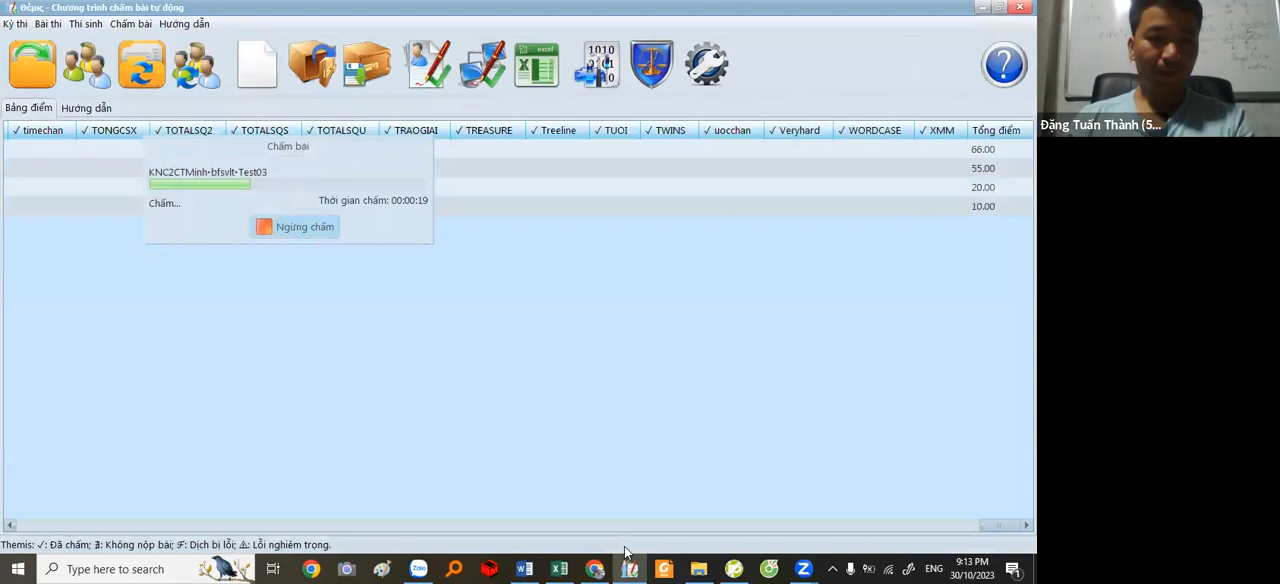 Θέμις - Chương trình chấm bài tự động
Kỳ thi Bài thi Thí sinh Chấm bài Hướng dẫn
excel
1010
Bảng điểm Hướng dẫn
✓ timechan ✓ TONGCSX ✓ TOTALSQ2 ✓ TOTALSQS ✓ TOTALSQU ✓ TRAOGIAI ✓ TREASURE ✓ Treeline ✓ TUOI ✓ TWINS ✓ uocchan ✓ Veryhard ✓ WORDCASE ✓ XMM Tổng điểm
66.00
55.00
20.00
10.00
Chấm bài
KNC2CTMinh•bfsvlt•Test03
Chấm... Thời gian chấm: 00:00:19
Ngừng chấm
Đặng Tuấn Thành (5...
Themis: √: Đã chấm; ∄: Không nộp bài; Ⴊ: Dịch bị lỗi; ⚠: Lỗi nghiêm trọng.
Type here to search
Zalo
ENG
9:13 PM
30/10/2023